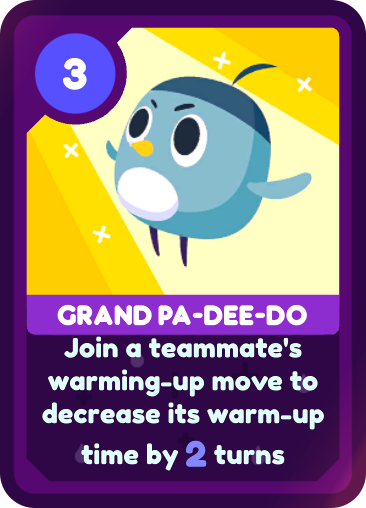 3
GRAND PA-DEE-DO
Join a teammate's
warming-up move to
decrease its warm-up
time by 2 turns